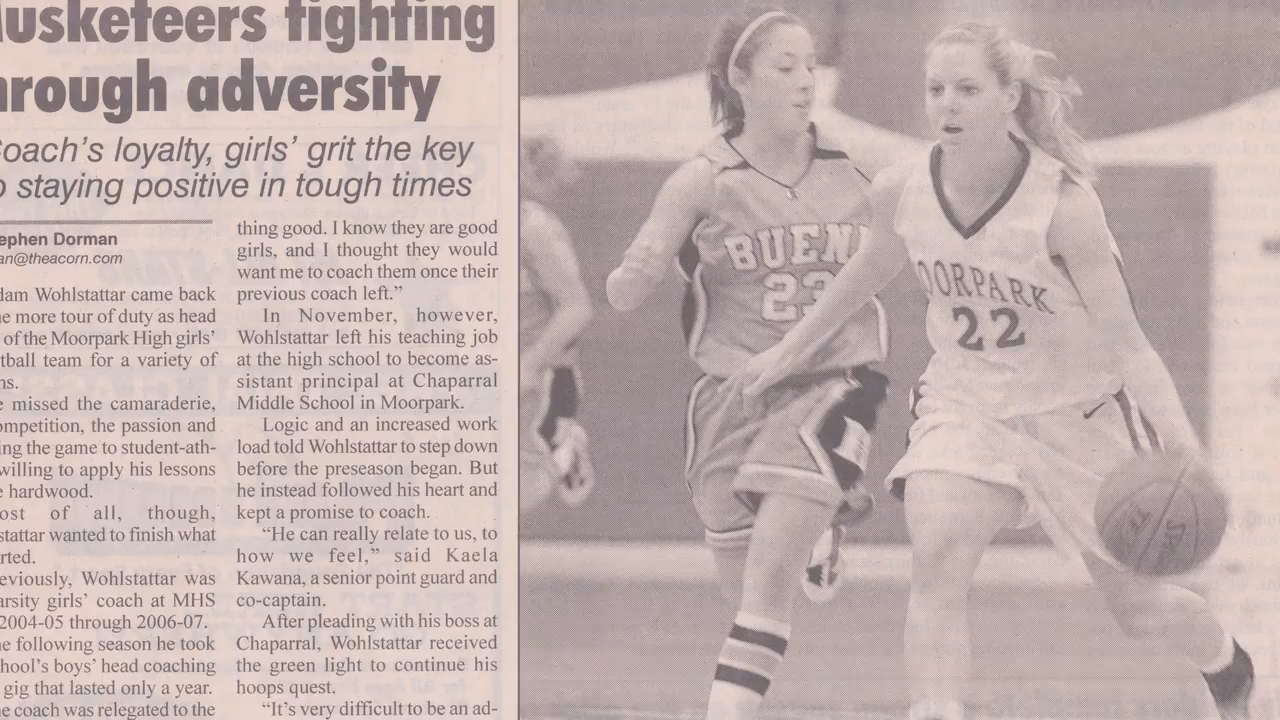 usketeers fighting
hrough adversity
Coach's loyalty, girls' grit the key
o staying positive in tough times
ephen Dorman
an@theacorn.com
dam Wohlstattar came back
ne more tour of duty as head
of the Moorpark High girls'
tball team for a variety of
ns.
e missed the camaraderie,
ompetition, the passion and
ing the game to student-ath-
willing to apply his lessons
e hardwood.
ost of all, though,
stattar wanted to finish what
rted.
eviously, Wohlstattar was
arsity girls' coach at MHS
2004-05 through 2006-07.
he following season he took
hool's boys' head coaching
gig that lasted only a year.
he coach was relegated to the
thing good. I know they are good
girls, and I thought they would
want me to coach them once their
previous coach left."
In November, however,
Wohlstattar left his teaching job
at the high school to become as-
sistant principal at Chaparral
Middle School in Moorpark.
Logic and an increased work
load told Wohlstattar to step down
before the preseason began. But
he instead followed his heart and
kept a promise to coach.
"He can really relate to us, to
how we feel," said Kaela
Kawana, a senior point guard and
co-captain.
After pleading with his boss at
Chaparral, Wohlstattar received
the green light to continue his
hoops quest.
"It's very difficult to be an ad-
BUEN
23
OORPARK
22